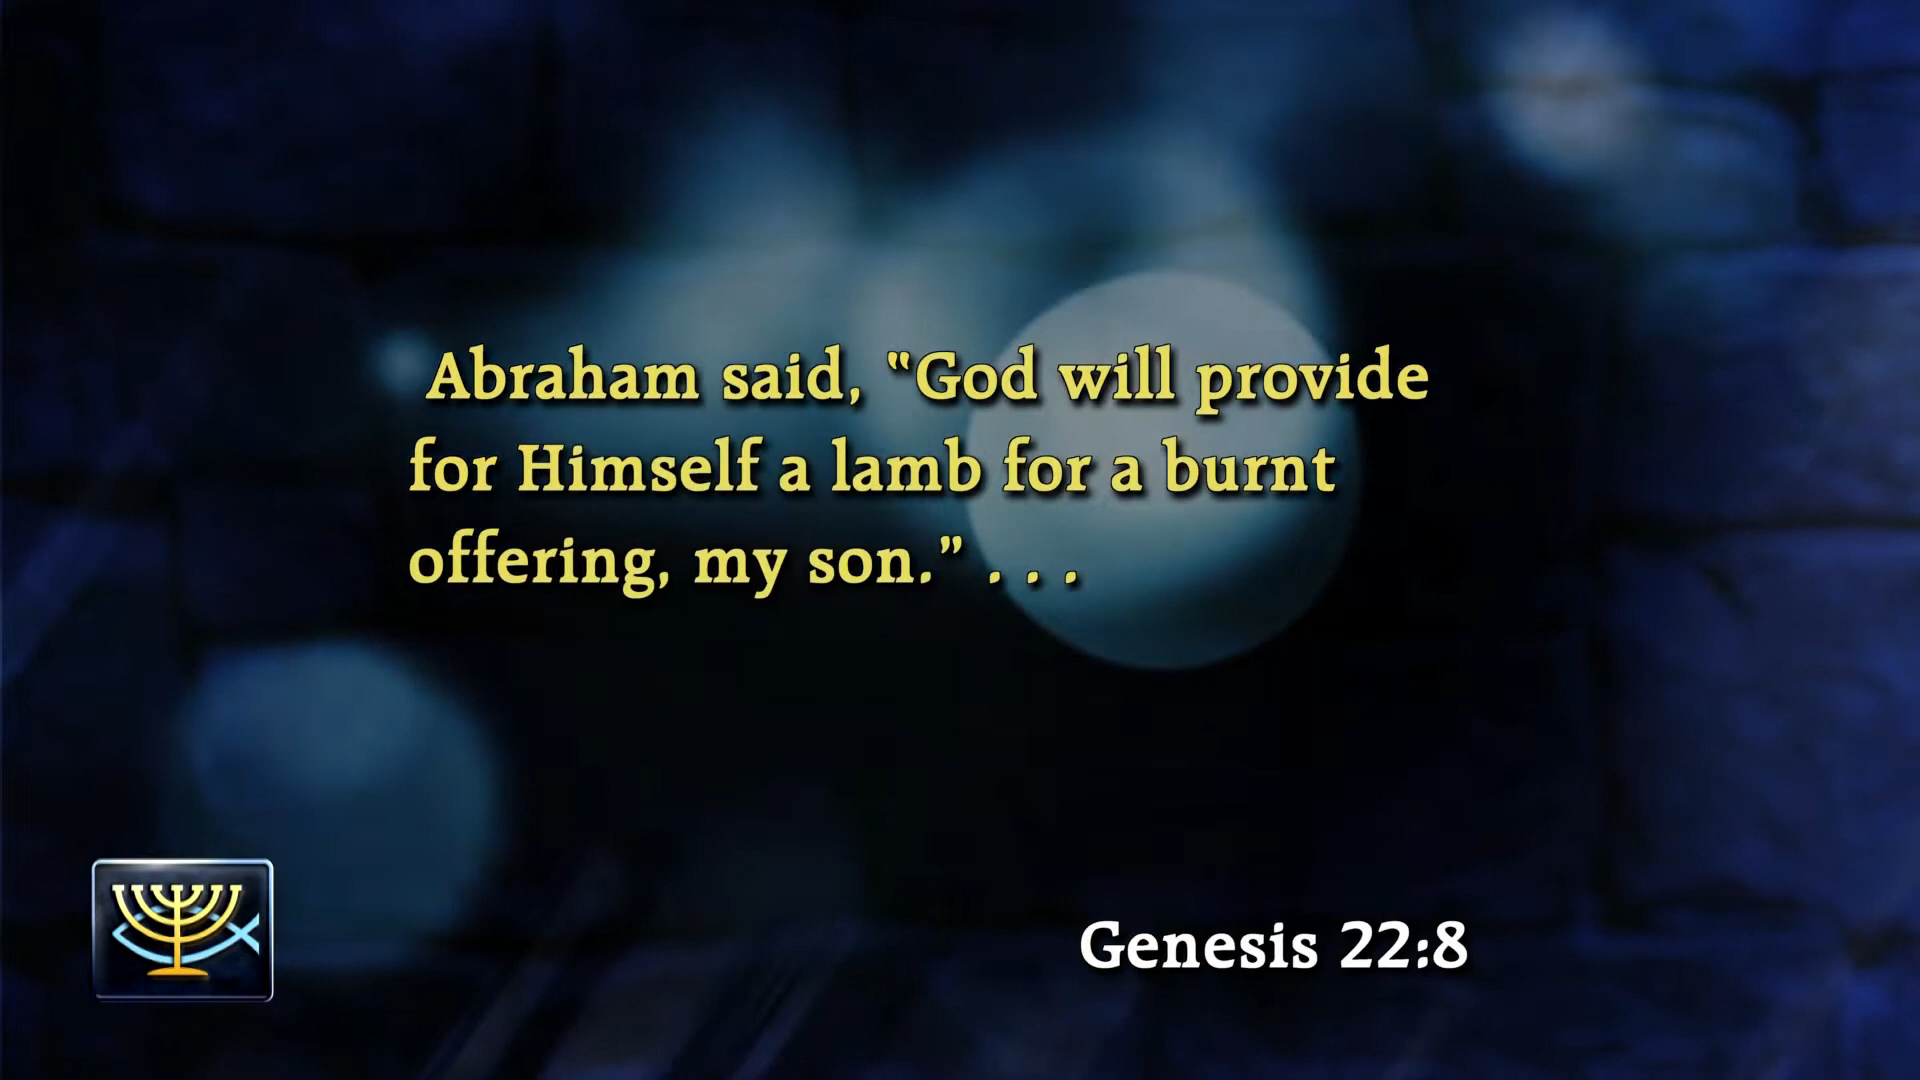 Abraham said, “God will provide
for Himself a lamb for a burnt
offering, my son.” . . .
Genesis 22:8